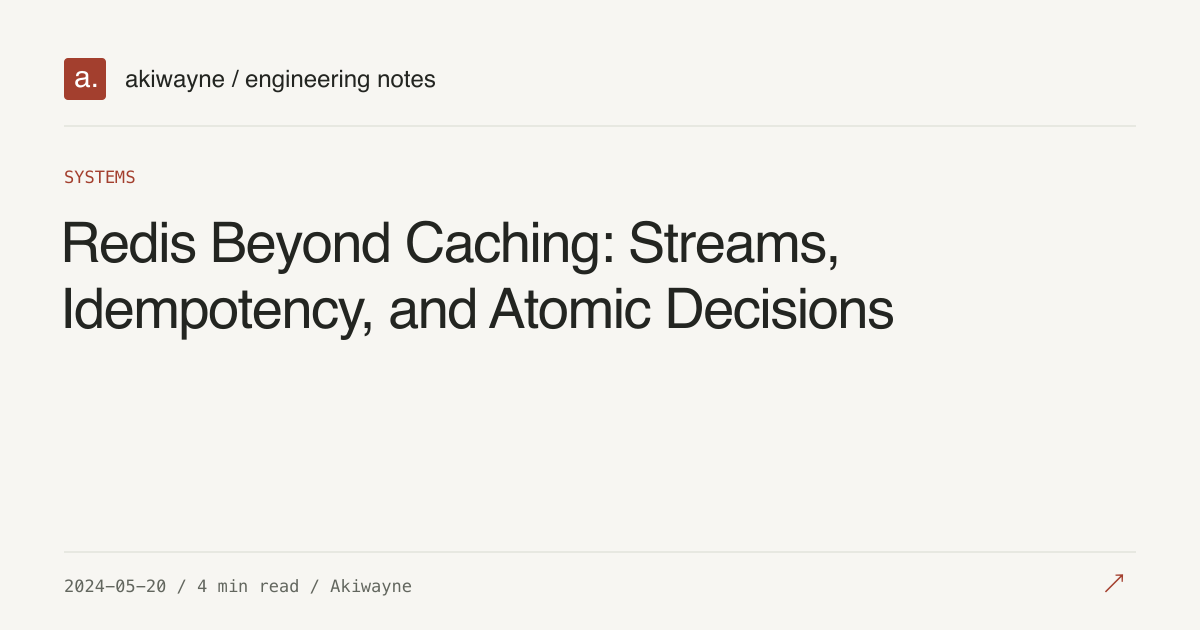 a. akiwayne / engineering notes
SYSTEMS
Redis Beyond Caching: Streams,
Idempotency, and Atomic Decisions
2024-05-20 / 4 min read / Akiwayne